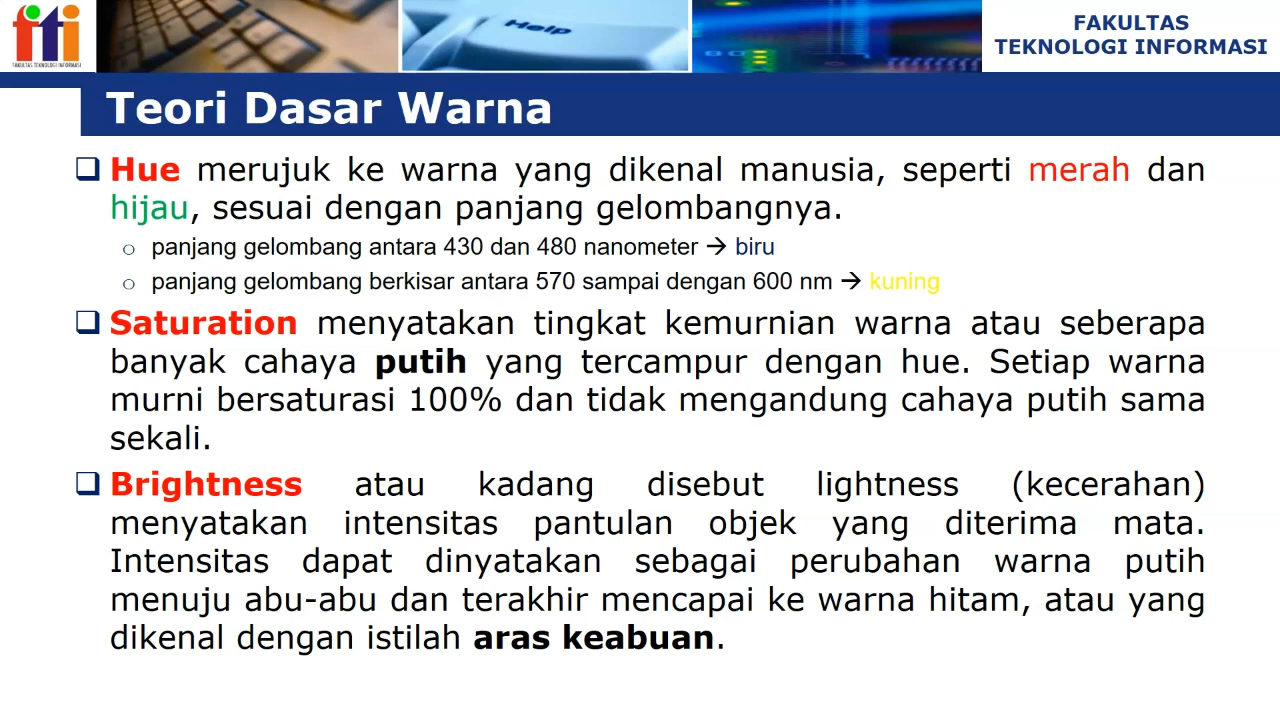 fti
FAKULTAS TEKNOLOGI INFORMASI
Help
FAKULTAS
TEKNOLOGI INFORMASI
Teori Dasar Warna
❑ Hue merujuk ke warna yang dikenal manusia, seperti merah dan
hijau, sesuai dengan panjang gelombangnya.
○ panjang gelombang antara 430 dan 480 nanometer → biru
○ panjang gelombang berkisar antara 570 sampai dengan 600 nm → kuning
❑ Saturation menyatakan tingkat kemurnian warna atau seberapa
banyak cahaya putih yang tercampur dengan hue. Setiap warna
murni bersaturasi 100% dan tidak mengandung cahaya putih sama
sekali.
❑ Brightness atau kadang disebut lightness (kecerahan)
menyatakan intensitas pantulan objek yang diterima mata.
Intensitas dapat dinyatakan sebagai perubahan warna putih
menuju abu-abu dan terakhir mencapai ke warna hitam, atau yang
dikenal dengan istilah aras keabuan.